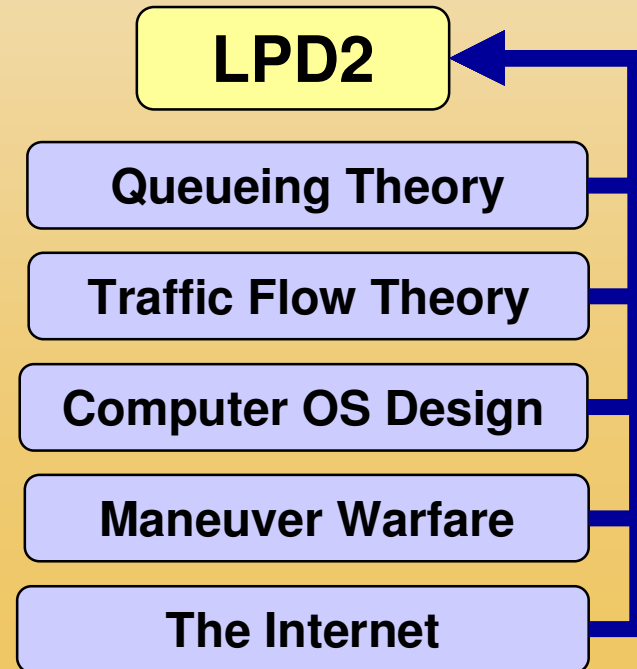 LPD2
Queueing Theory
Traffic Flow Theory
Computer OS Design
Maneuver Warfare
The Internet